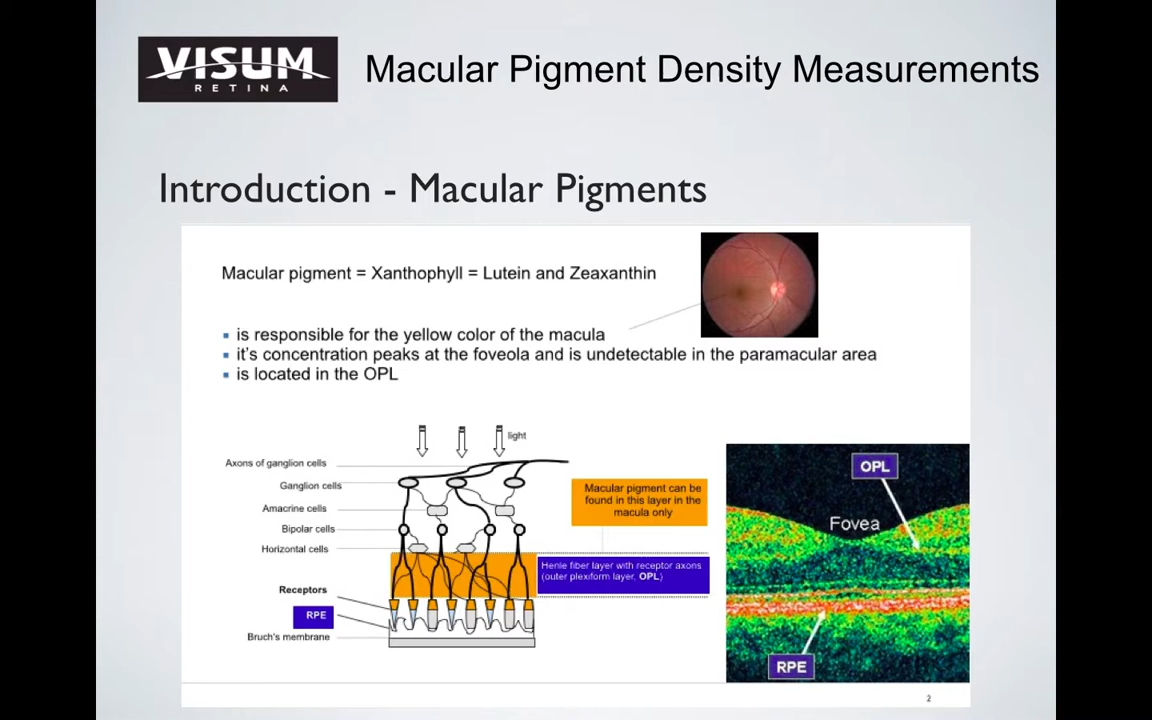 VISUM
RETINA
Macular Pigment Density Measurements
Introduction - Macular Pigments
Macular pigment = Xanthophyll = Lutein and Zeaxanthin
▪ is responsible for the yellow color of the macula
▪ it's concentration peaks at the foveola and is undetectable in the paramacular area
▪ is located in the OPL
light
Axons of ganglion cells
Ganglion cells
Amacrine cells
Bipolar cells
Horizontal cells
Receptors
RPE
Bruch's membrane
Macular pigment can be
found in this layer in the
macula only
Henle fiber layer with receptor axons
(outer plexiform layer, OPL)
OPL
Fovea
RPE
2